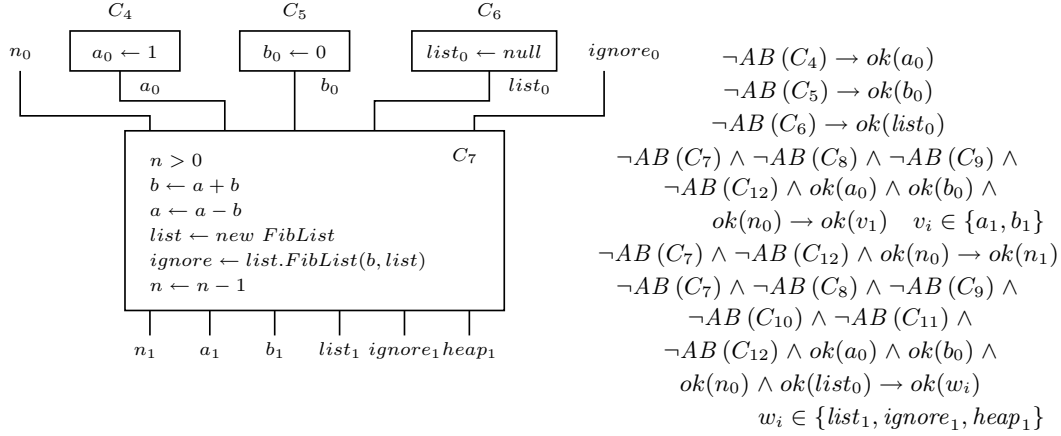 C₄ C₅ C₆
n₀ a₀ ← 1 b₀ ← 0 list₀ ← null ignore₀
a₀ b₀ list₀
C₇
n > 0
b ← a + b
a ← a − b
list ← new FibList
ignore ← list.FibList(b, list)
n ← n − 1
n₁ a₁ b₁ list₁ ignore₁ heap₁
¬AB (C₄) → ok(a₀)
¬AB (C₅) → ok(b₀)
¬AB (C₆) → ok(list₀)
¬AB (C₇) ∧ ¬AB (C₈) ∧ ¬AB (C₉) ∧
¬AB (C₁₂) ∧ ok(a₀) ∧ ok(b₀) ∧
ok(n₀) → ok(v₁) vᵢ ∈ {a₁, b₁}
¬AB (C₇) ∧ ¬AB (C₁₂) ∧ ok(n₀) → ok(n₁)
¬AB (C₇) ∧ ¬AB (C₈) ∧ ¬AB (C₉) ∧
¬AB (C₁₀) ∧ ¬AB (C₁₁) ∧
¬AB (C₁₂) ∧ ok(a₀) ∧ ok(b₀) ∧
ok(n₀) ∧ ok(list₀) → ok(wᵢ)
wᵢ ∈ {list₁, ignore₁, heap₁}